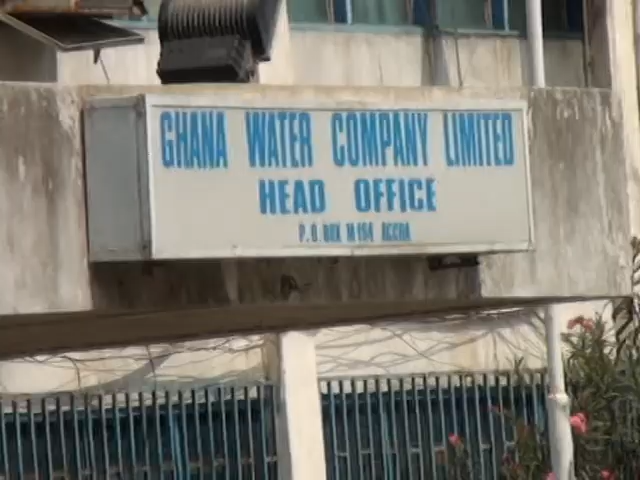 GHANA WATER COMPANY LIMITED
HEAD OFFICE
P.O. BOX M194 ACCRA